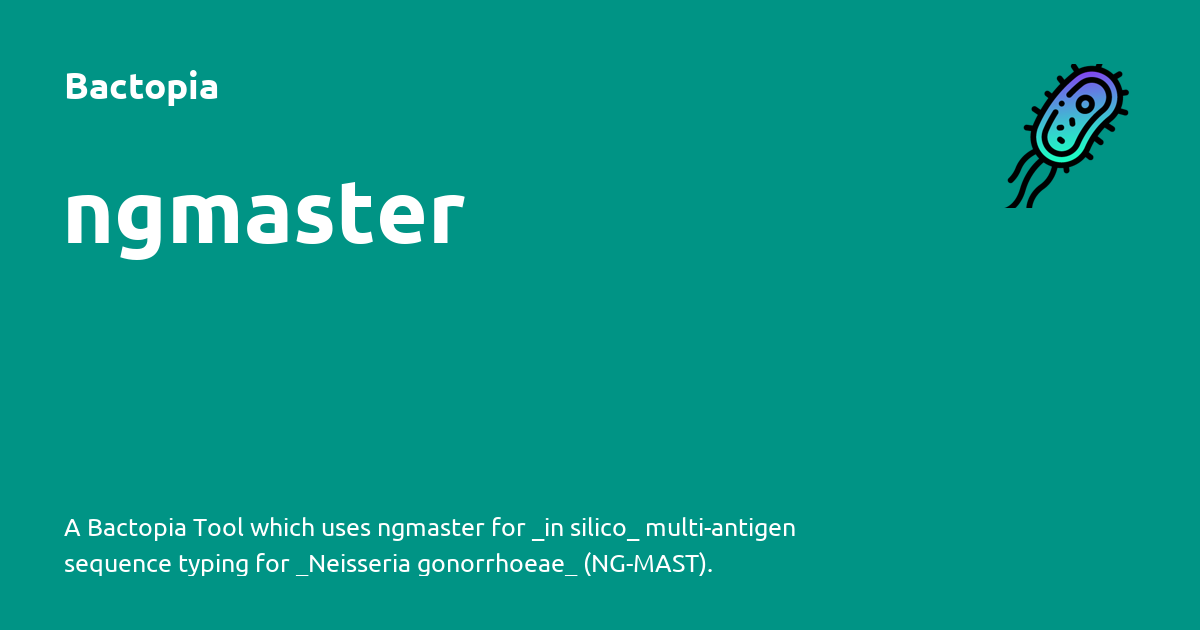 Bactopia
ngmaster
A Bactopia Tool which uses ngmaster for _in silico_ multi-antigen
sequence typing for _Neisseria gonorrhoeae_ (NG-MAST).